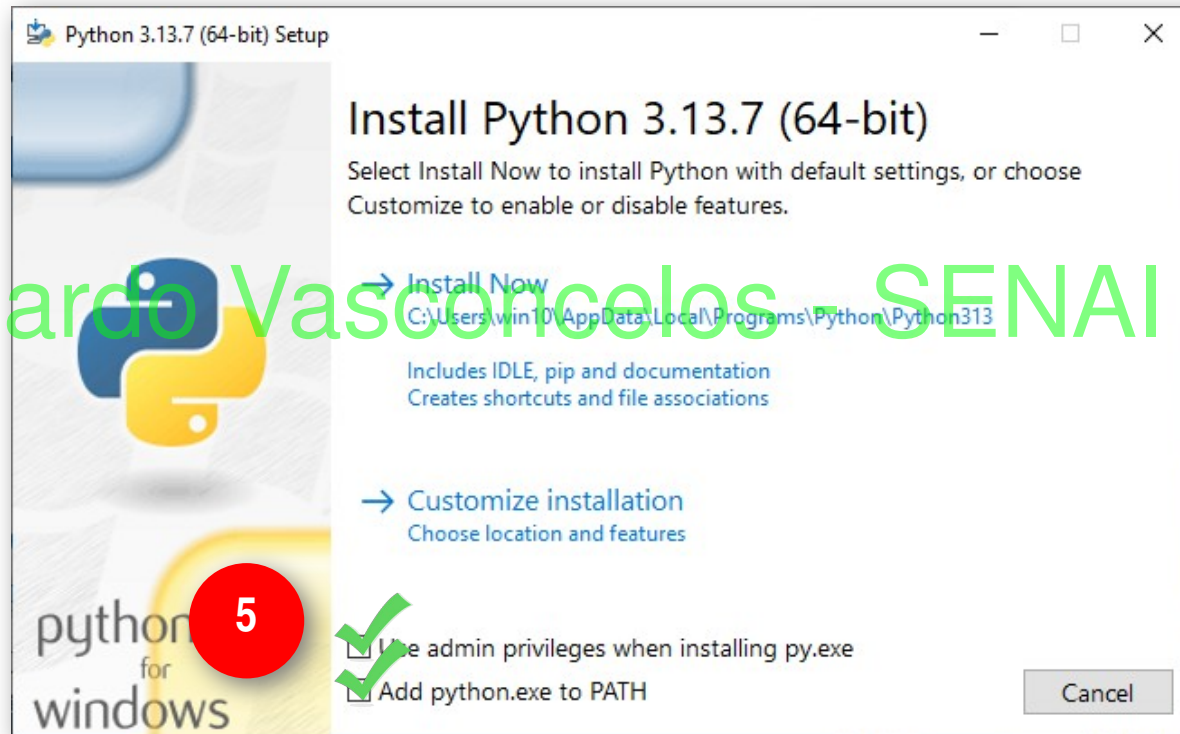 Python 3.13.7 (64-bit) Setup
Install Python 3.13.7 (64-bit)
Select Install Now to install Python with default settings, or choose
Customize to enable or disable features.
Install Now
ardo Vasconcelos - SENAI
C:\Users\win10\AppData\Local\Programs\Python\Python313
Includes IDLE, pip and documentation
Creates shortcuts and file associations
Customize installation
Choose location and features
5
Use admin privileges when installing py.exe
Add python.exe to PATH
python
for
windows
Cancel